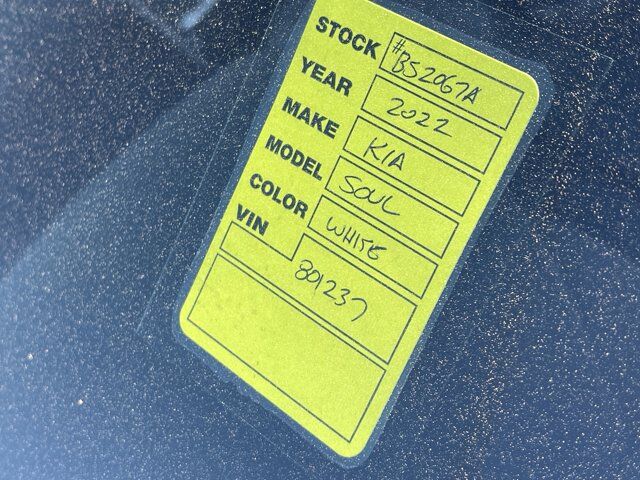 STOCK #BS2067A
YEAR 2022
MAKE KIA
MODEL SOUL
COLOR WHITE
VIN 801237